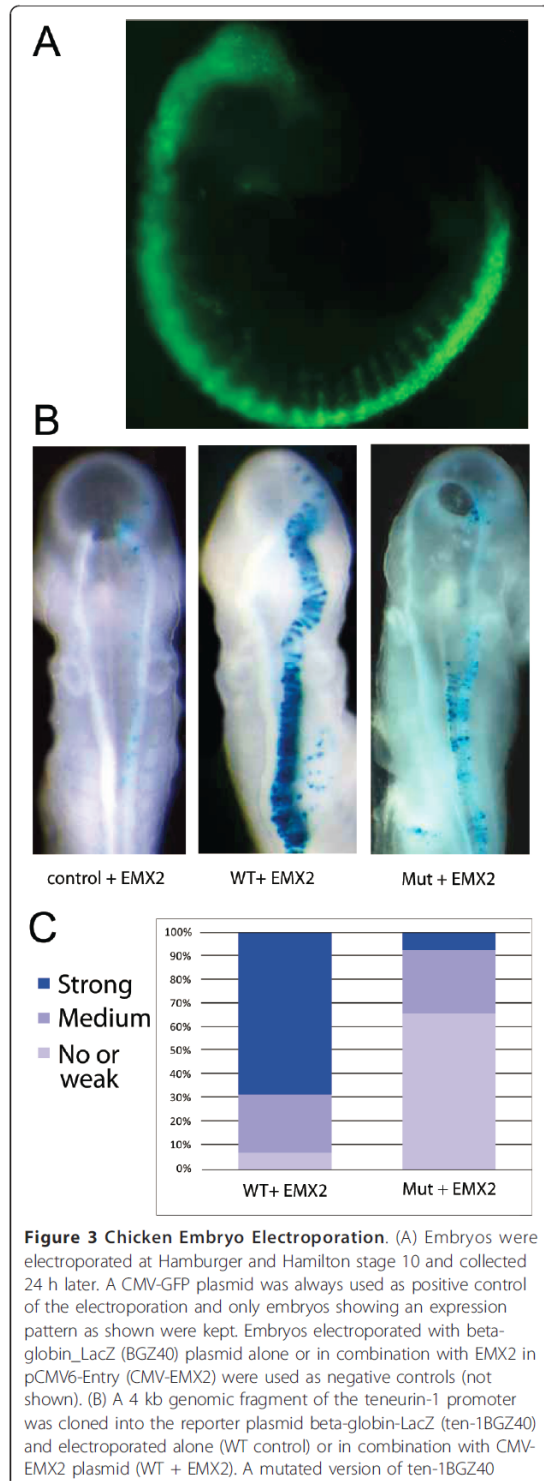 A
B
control + EMX2
WT+ EMX2
Mut + EMX2
C
Strong
Medium
No or
weak
100%
90%
80%
70%
60%
50%
40%
30%
20%
10%
0%
WT+ EMX2
Mut + EMX2
Figure 3 Chicken Embryo Electroporation. (A) Embryos were
electroporated at Hamburger and Hamilton stage 10 and collected
24 h later. A CMV-GFP plasmid was always used as positive control
of the electroporation and only embryos showing an expression
pattern as shown were kept. Embryos electroporated with beta-
globin_LacZ (BGZ40) plasmid alone or in combination with EMX2 in
pCMV6-Entry (CMV-EMX2) were used as negative controls (not
shown). (B) A 4 kb genomic fragment of the teneurin-1 promoter
was cloned into the reporter plasmid beta-globin-LacZ (ten-1BGZ40)
and electroporated alone (WT control) or in combination with CMV-
EMX2 plasmid (WT + EMX2). A mutated version of ten-1BGZ40